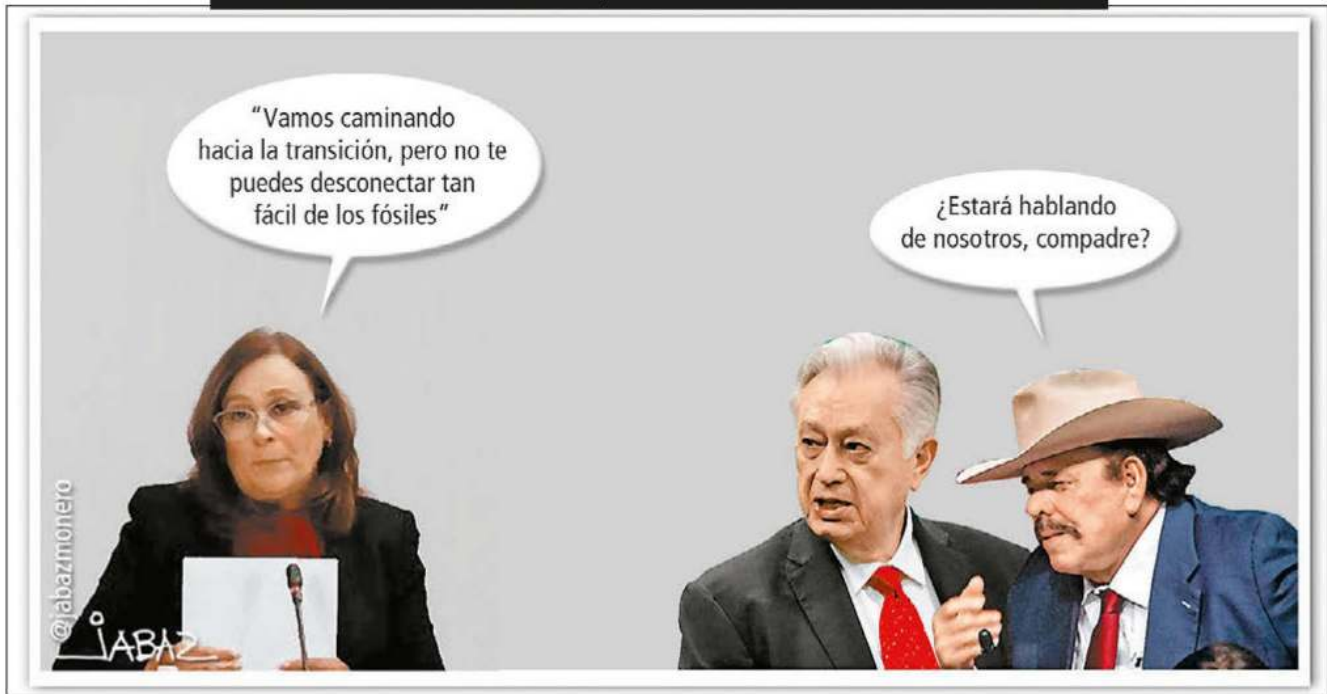 “Vamos caminando
hacia la transición, pero no te
puedes desconectar tan
fácil de los fósiles”
¿Estará hablando
de nosotros, compadre?
@jabazmonero
JABAZ